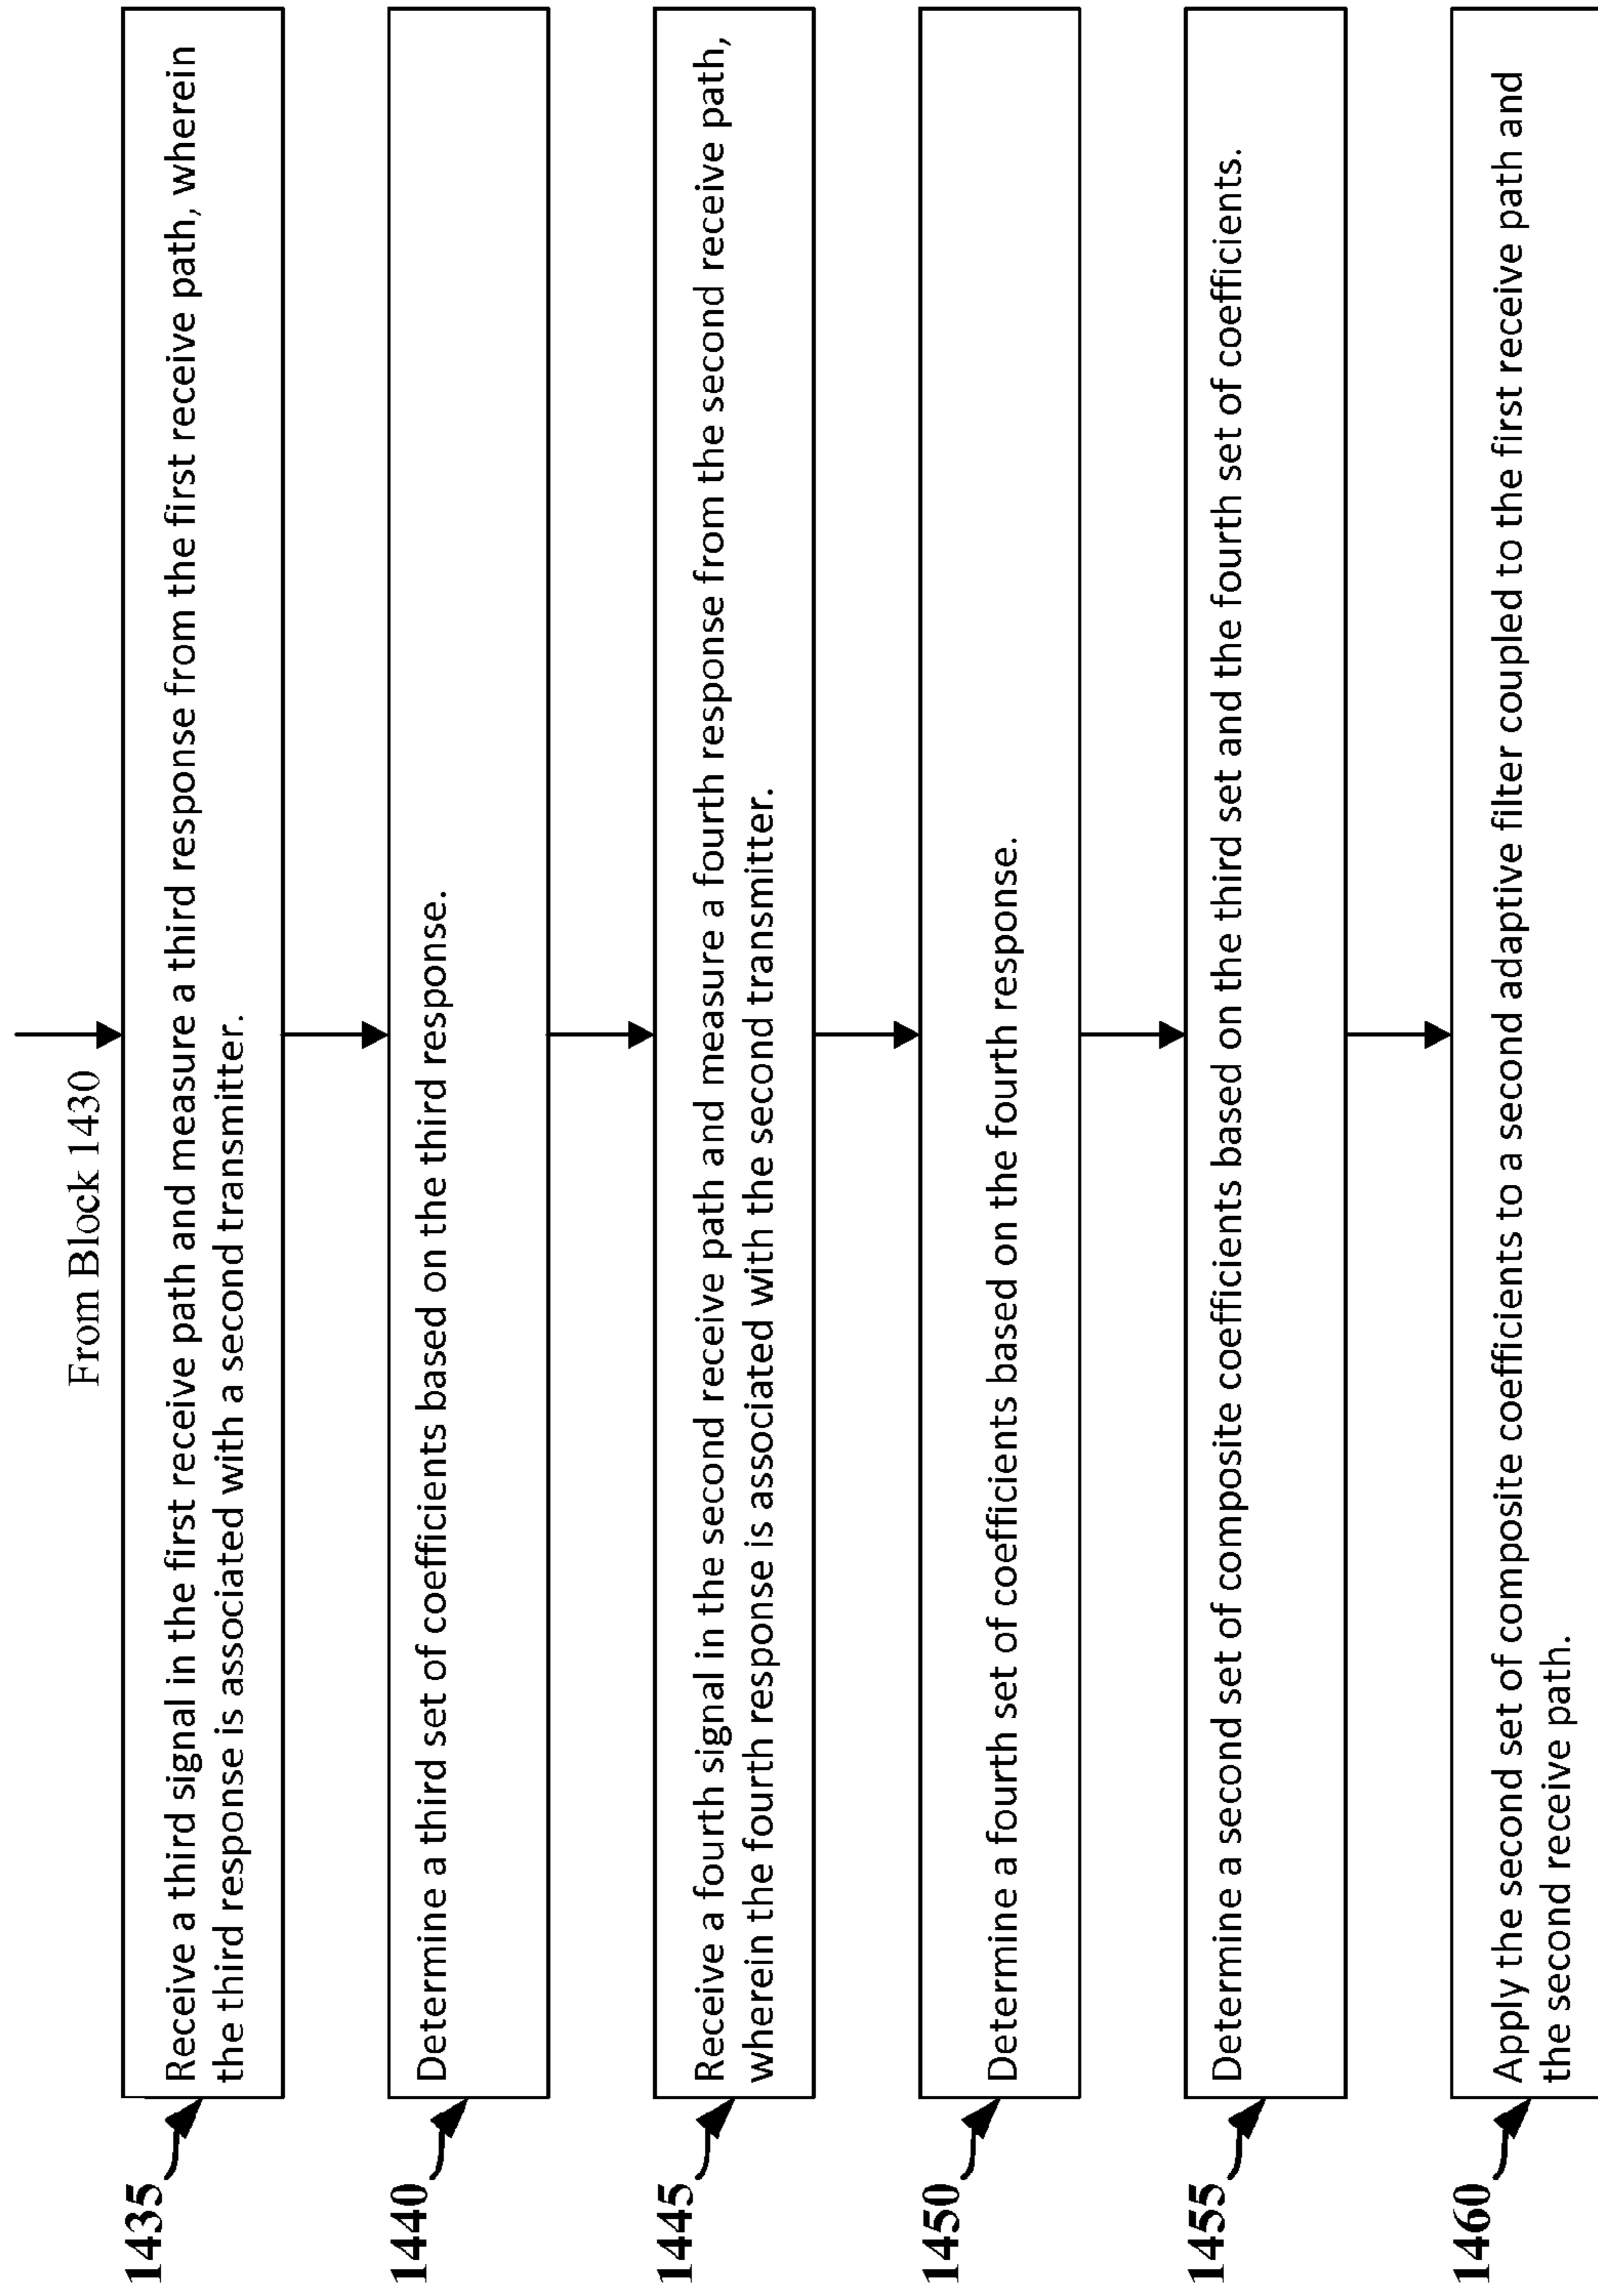 From Block 1430
1435
Receive a third signal in the first receive path and measure a third response from the first receive path, wherein
the third response is associated with a second transmitter.
1440
Determine a third set of coefficients based on the third response.
1445
Receive a fourth signal in the second receive path and measure a fourth response from the second receive path,
wherein the fourth response is associated with the second transmitter.
1450
Determine a fourth set of coefficients based on the fourth response.
1455
Determine a second set of composite coefficients based on the third set and the fourth set of coefficients.
1460
Apply the second set of composite coefficients to a second adaptive filter coupled to the first receive path and
the second receive path.